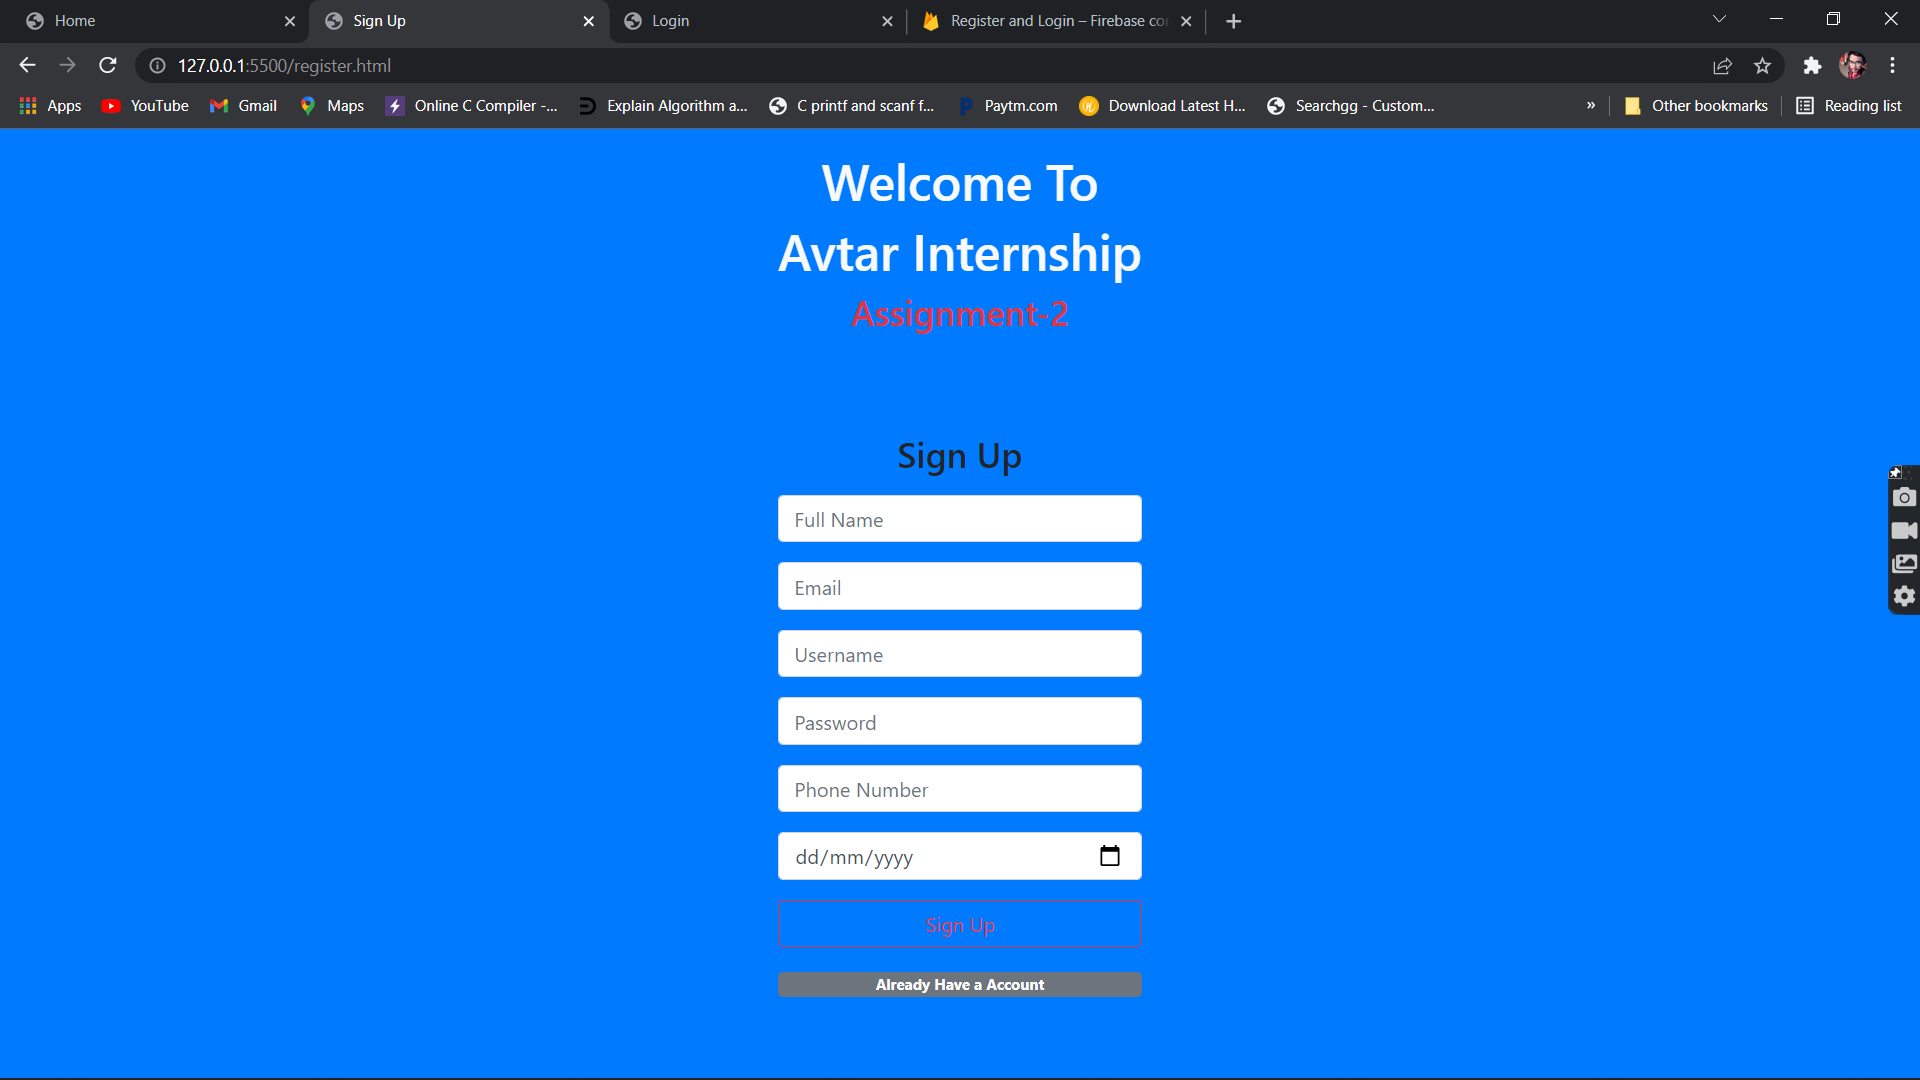 Home
Sign Up
Login
Register and Login – Firebase cor
127.0.0.1:5500/register.html
Apps
YouTube
Gmail
Maps
Online C Compiler -...
Explain Algorithm a...
C printf and scanf f...
Paytm.com
Download Latest H...
Searchgg - Custom...
»
Other bookmarks
Reading list
Welcome To
Avtar Internship
Assignment-2
Sign Up
Full Name
Email
Username
Password
Phone Number
dd/mm/yyyy
Sign Up
Already Have a Account